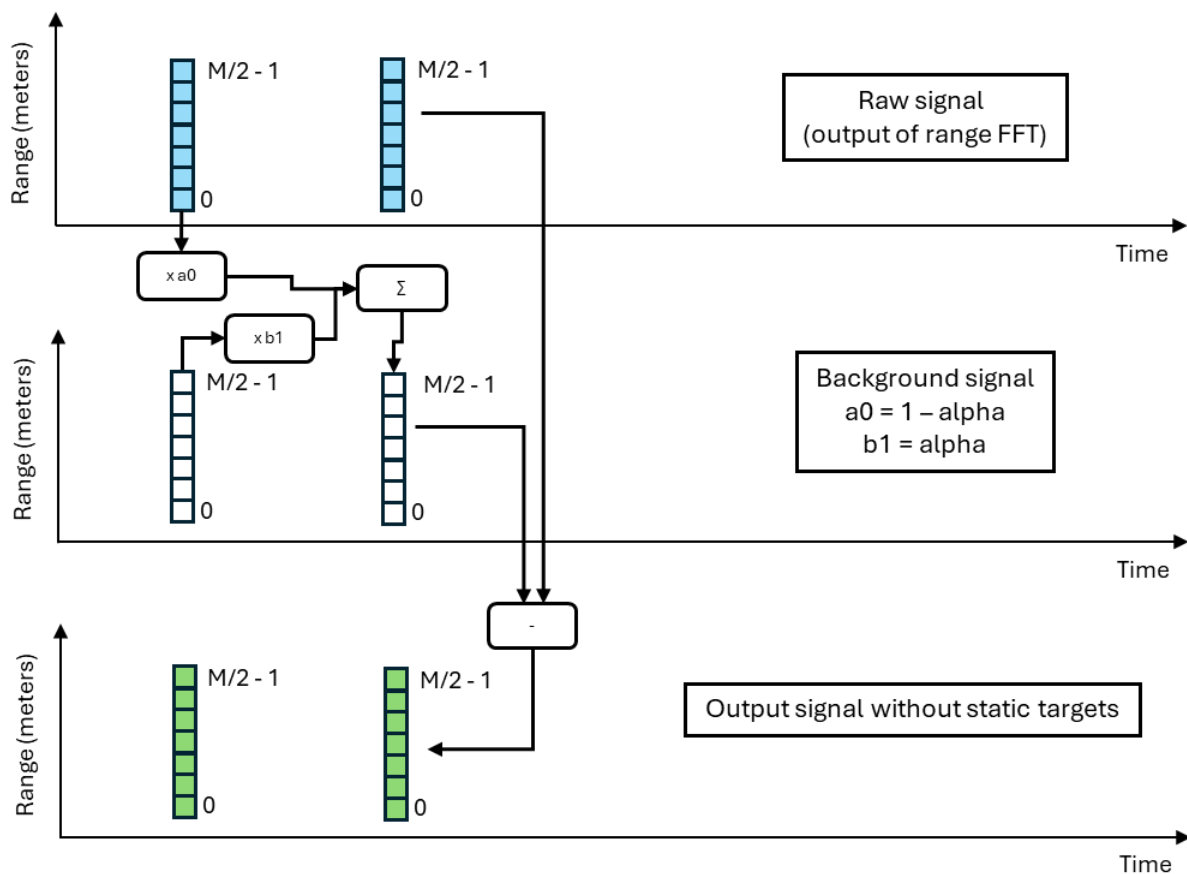 Range (meters)
M/2 - 1
M/2 - 1
Raw signal
(output of range FFT)
0
0
Time
x a0
Σ
x b1
Range (meters)
M/2 - 1
M/2 - 1
Background signal
a0 = 1 – alpha
b1 = alpha
0
0
Time
-
Range (meters)
M/2 - 1
M/2 - 1
Output signal without static targets
0
0
Time